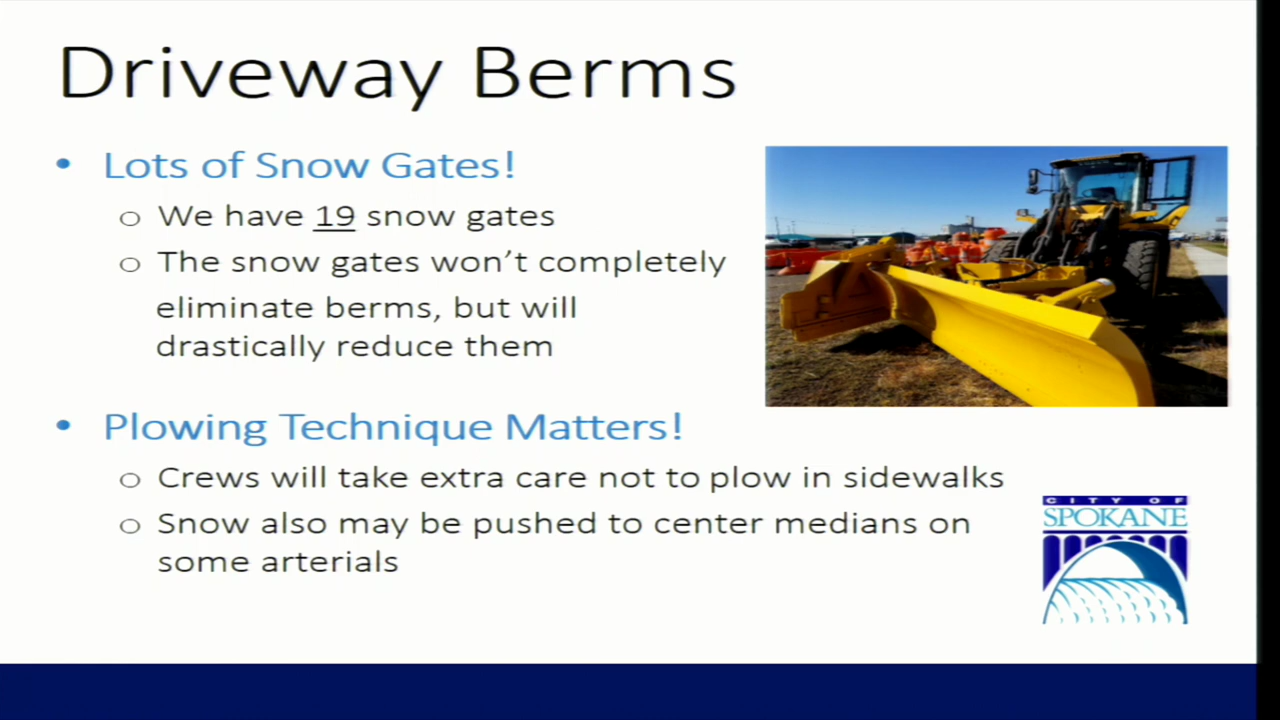 Driveway Berms
• Lots of Snow Gates!
o We have 19 snow gates
o The snow gates won't completely
eliminate berms, but will
drastically reduce them
• Plowing Technique Matters!
o Crews will take extra care not to plow in sidewalks
o Snow also may be pushed to center medians on
some arterials
CITY OF
SPOKANE